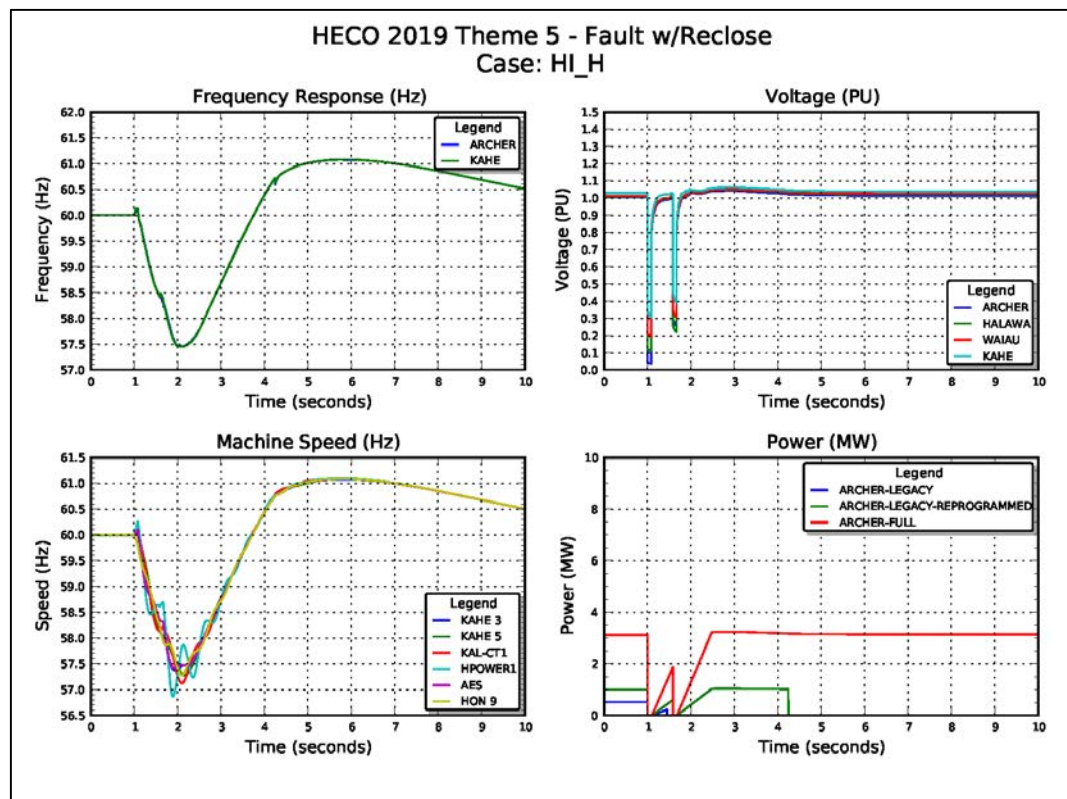 HECO 2019 Theme 5 - Fault w/Reclose
Case: HI_H
Frequency Response (Hz)
62.0
61.0
60.5
60.0
59.0
58.5
58.0
57.5
57.0
Frequency (Hz)
Legend
ARCHER
KAHE
0 1 2 3 4 5 6 7 8 9 10
Time (seconds)
Voltage (PU)
1.5
1.4
1.3
1.2
1.1
1.0
0.9
0.8
0.7
0.6
0.5
0.4
0.3
0.2
0.1
0.0
Voltage (PU)
Legend
ARCHER
HALAWA
WAIAU
KAHE
0 1 2 3 4 5 6 7 8 9 10
Time (seconds)
Machine Speed (Hz)
61.5
61.0
60.5
60.0
59.5
59.0
58.5
58.0
57.5
57.0
56.5
Speed (Hz)
Legend
KAHE 3
KAHE 5
KAL-CT1
HPOWER1
AES
HON 9
0 1 2 3 4 5 6 7 8 9 10
Time (seconds)
Power (MW)
10
8
6
4
2
0
Power (MW)
Legend
ARCHER-LEGACY
ARCHER-LEGACY-REPROGRAMMED
ARCHER-FULL
0 1 2 3 4 5 6 7 8 9 10
Time (seconds)